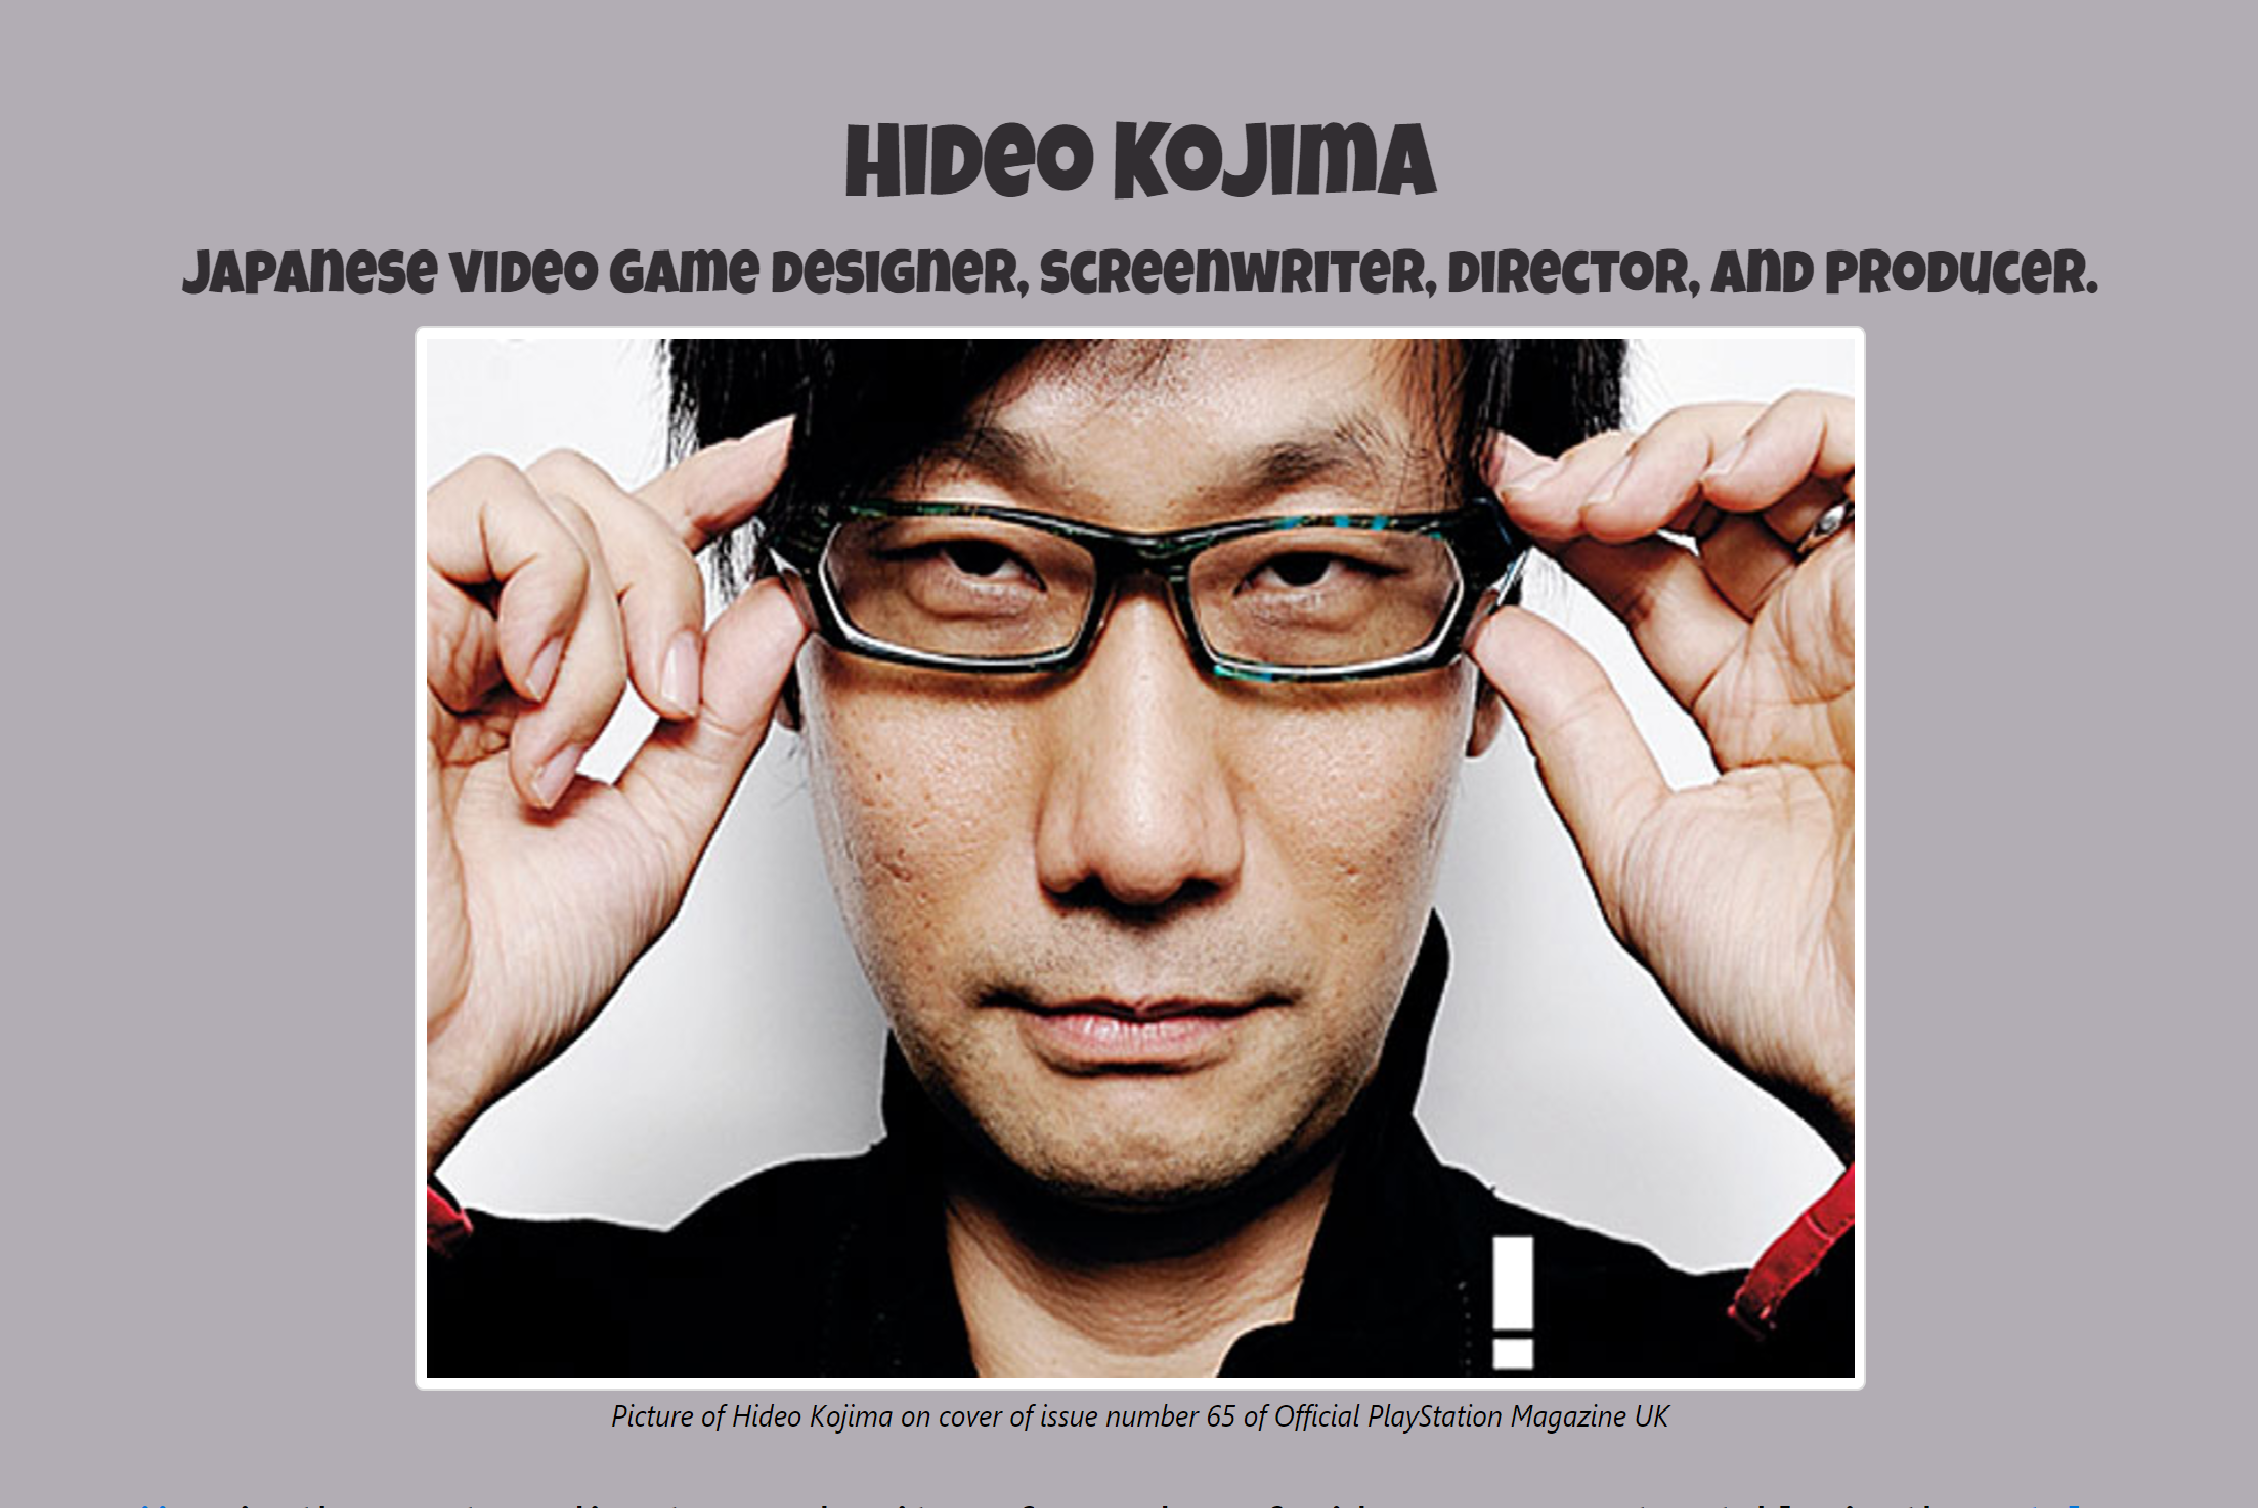 Hideo Kojima
Japanese video game designer, screenwriter, director, and producer.
!
Picture of Hideo Kojima on cover of issue number 65 of Official PlayStation Magazine UK